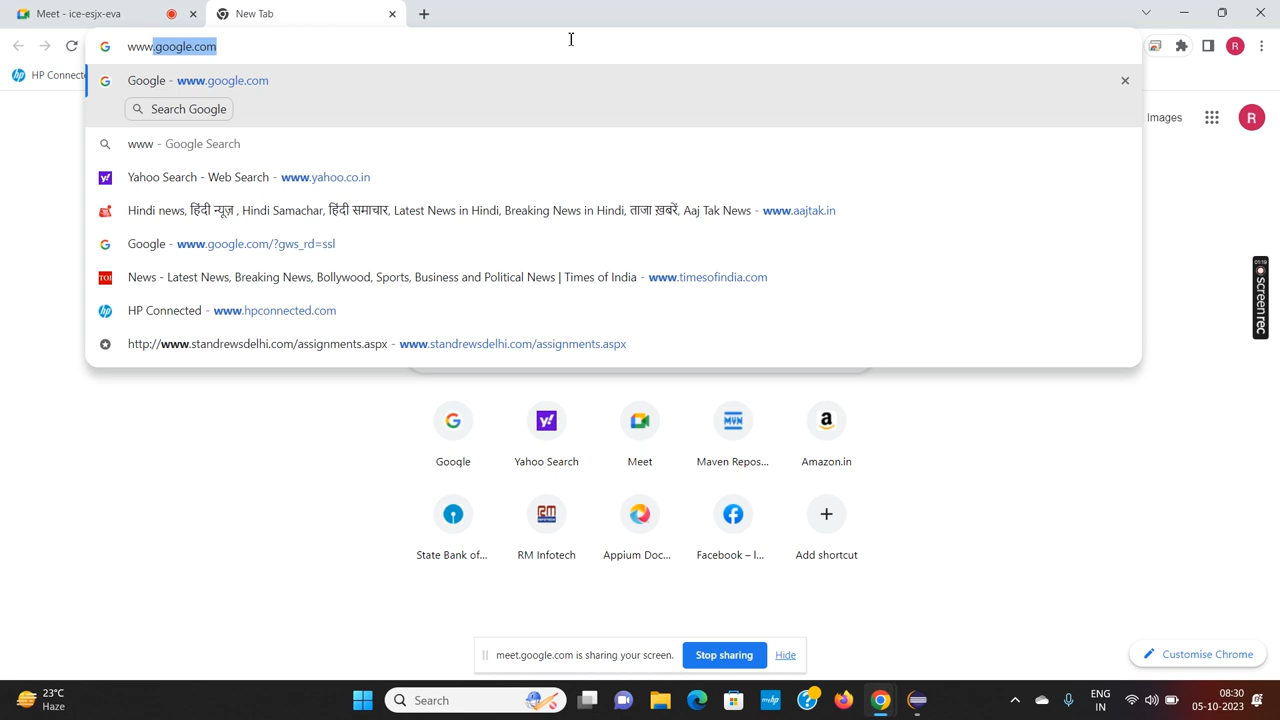 Meet - ice-esjx-eva
New Tab
www.google.com
HP Connecte
Google - www.google.com
Search Google
www - Google Search
Yahoo Search - Web Search - www.yahoo.co.in
Hindi news, हिंदी न्यूज़ , Hindi Samachar, हिंदी समाचार, Latest News in Hindi, Breaking News in Hindi, ताजा ख़बरें, Aaj Tak News - www.aajtak.in
Google - www.google.com/?gws_rd=ssl
TOI News - Latest News, Breaking News, Bollywood, Sports, Business and Political News | Times of India - www.timesofindia.com
HP Connected - www.hpconnected.com
http://www.standrewsdelhi.com/assignments.aspx - www.standrewsdelhi.com/assignments.aspx
R
Images
R
01:19
screenrec
Google
Yahoo Search
Meet
Maven Repos...
Amazon.in
State Bank of...
RM Infotech
Appium Doc...
Facebook – l...
Add shortcut
meet.google.com is sharing your screen.
Stop sharing
Hide
Customise Chrome
23°C
Haze
Search
ENG
IN
08:30
05-10-2023